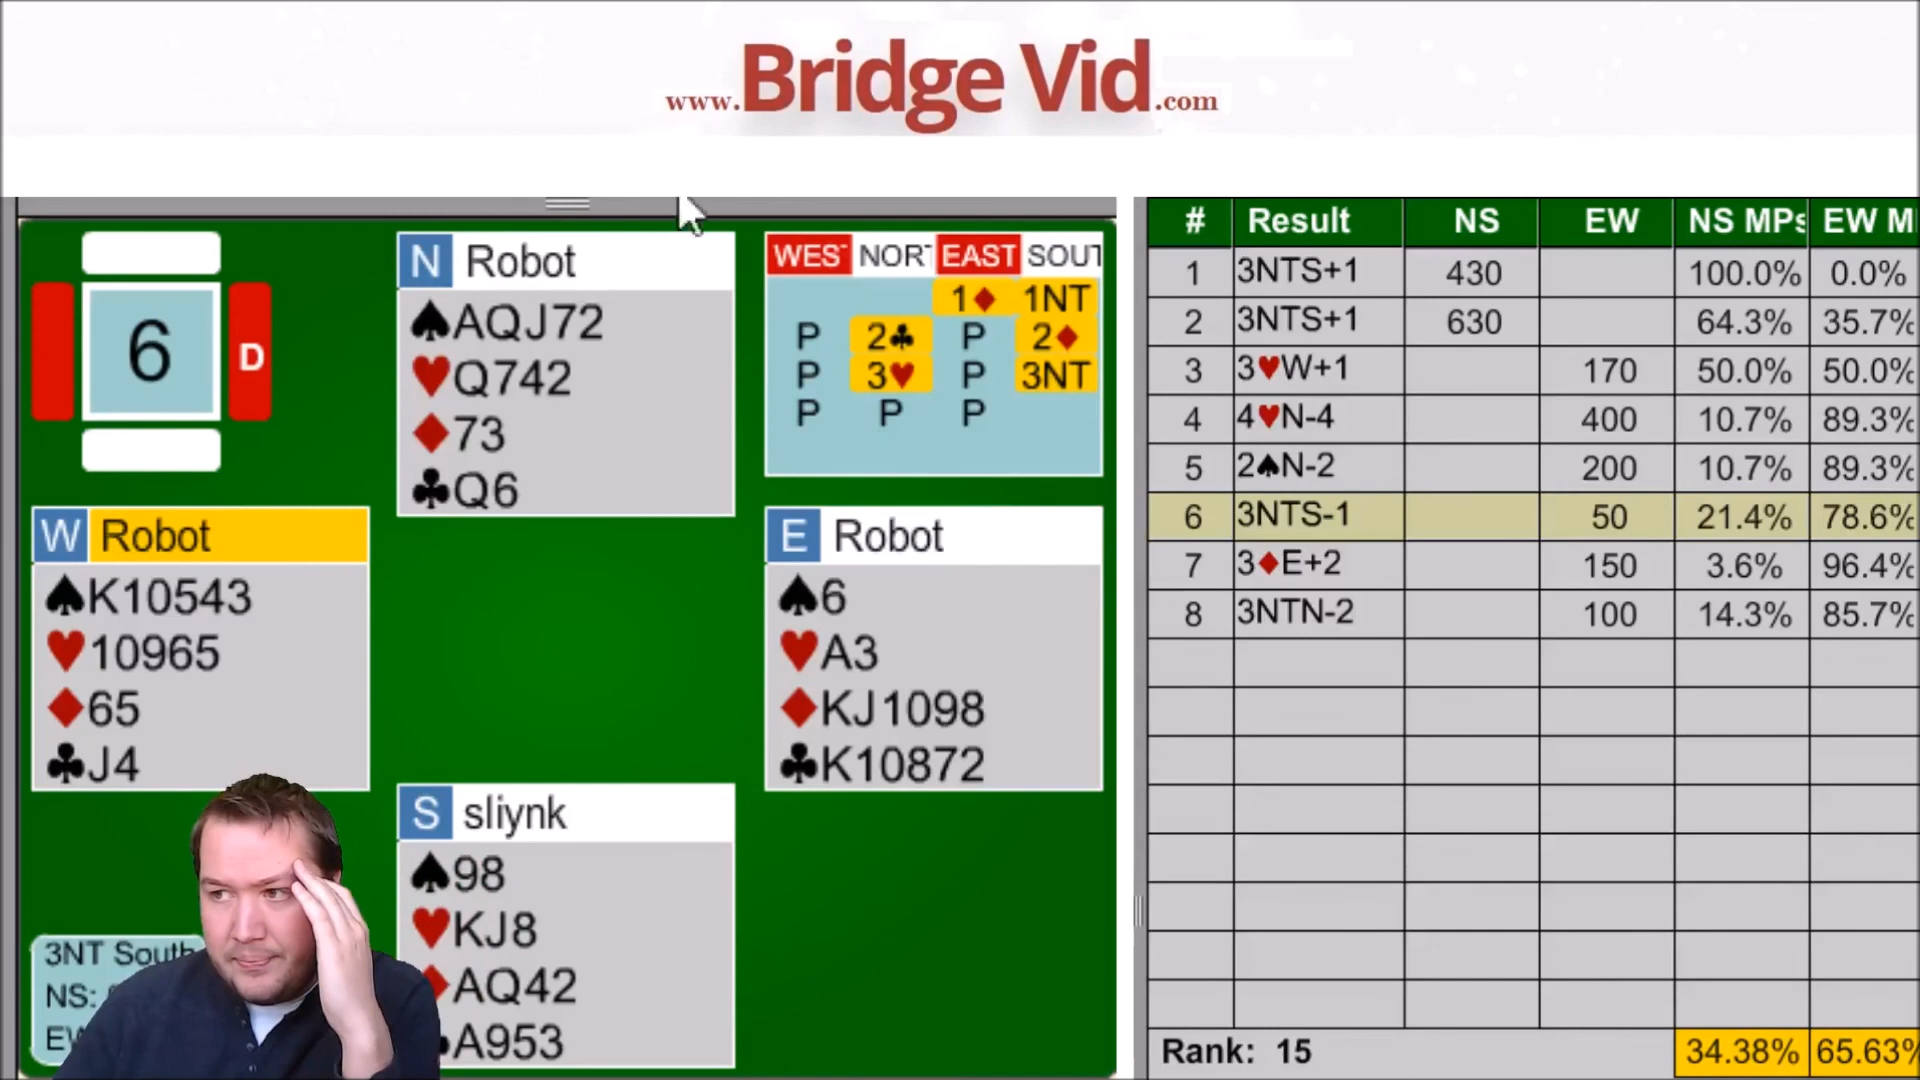 www.Bridge Vid.com
6
D
N Robot
♠AQJ72
♥Q742
♦73
♣Q6
WEST NORT EAST SOUT
1♦ 1NT
P 2♣ P 2♦
P 3♥ P 3NT
P P P
W Robot
♠K10543
♥10965
♦65
♣J4
E Robot
♠6
♥A3
♦KJ1098
♣K10872
S sliynk
♠98
♥KJ8
♦AQ42
A953
3NT South
NS:
EW
# Result NS EW NS MPs EW M
1 3NTS+1 430 100.0% 0.0%
2 3NTS+1 630 64.3% 35.7%
3 3♥W+1 170 50.0% 50.0%
4 4♥N-4 400 10.7% 89.3%
5 2♠N-2 200 10.7% 89.3%
6 3NTS-1 50 21.4% 78.6%
7 3♦E+2 150 3.6% 96.4%
8 3NTN-2 100 14.3% 85.7%
Rank: 15 34.38% 65.63%